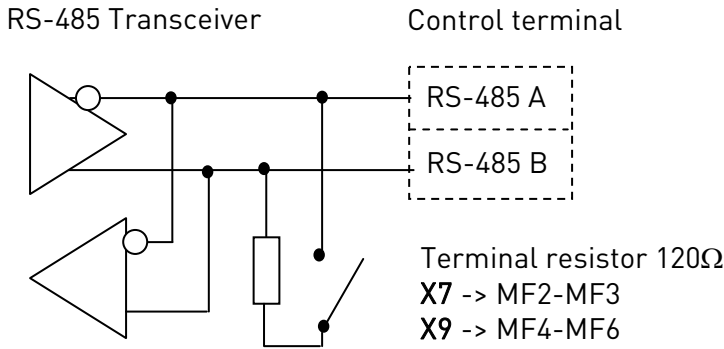 RS-485 Transceiver
Control terminal
RS-485 A
RS-485 B
Terminal resistor 120Ω
X7 -> MF2-MF3
X9 -> MF4-MF6